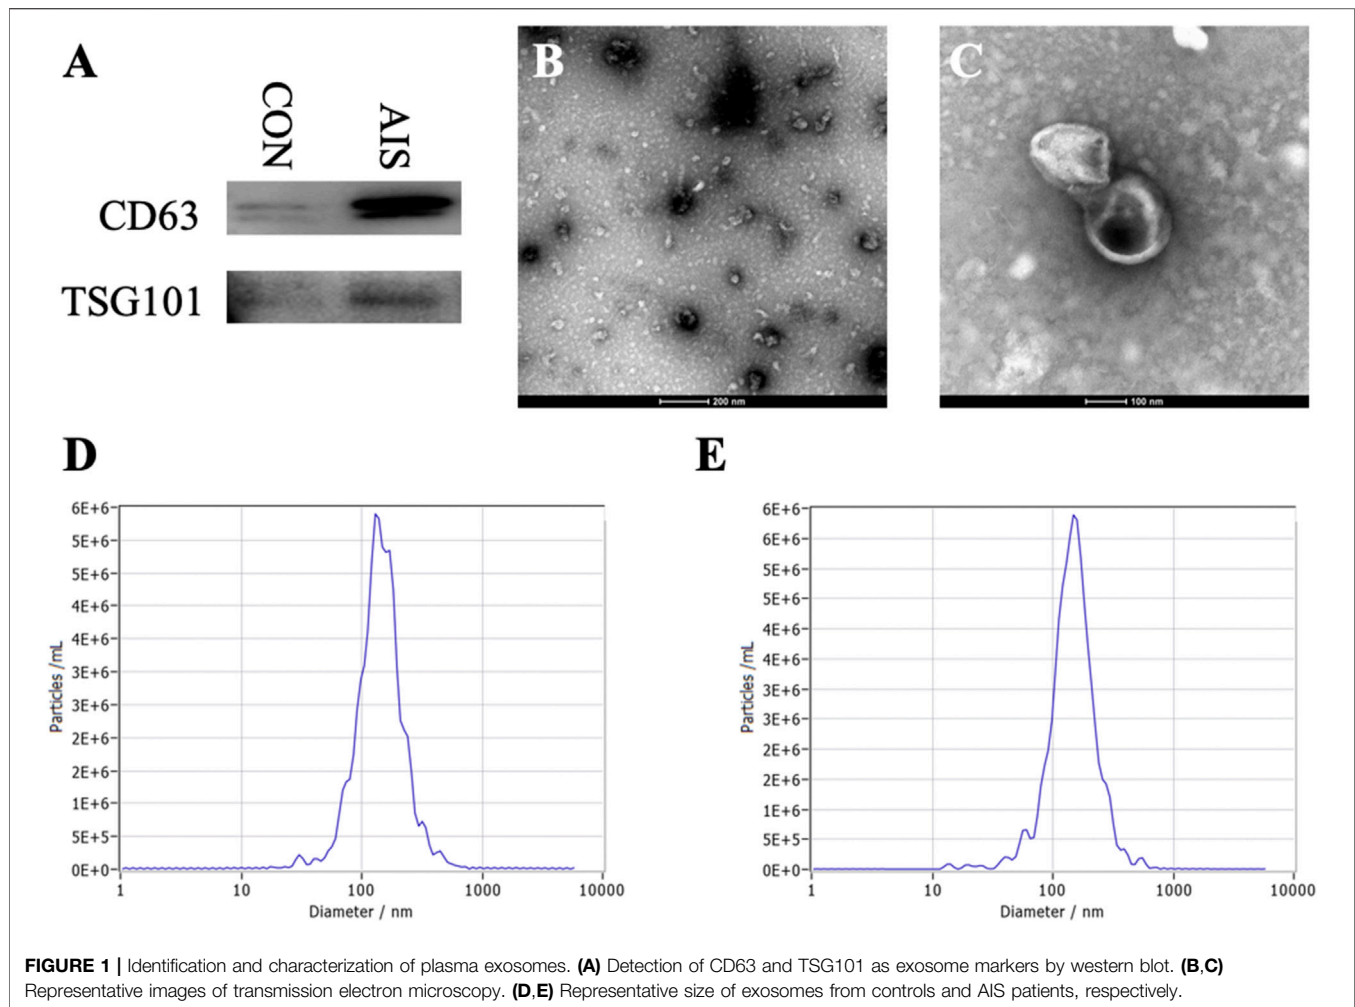 A
CON
AIS
CD63
TSG101
B
200 nm
C
100 nm
D
Particles /mL
6E+6
5E+6
5E+6
4E+6
4E+6
3E+6
3E+6
2E+6
2E+6
1E+6
5E+5
0E+0
1 10 100 1000 10000
Diameter / nm
E
Particles /mL
6E+6
6E+6
5E+6
5E+6
4E+6
4E+6
3E+6
3E+6
2E+6
2E+6
1E+6
5E+5
0E+0
1 10 100 1000 10000
Diameter / nm
FIGURE 1 | Identification and characterization of plasma exosomes. (A) Detection of CD63 and TSG101 as exosome markers by western blot. (B,C)
Representative images of transmission electron microscopy. (D,E) Representative size of exosomes from controls and AIS patients, respectively.